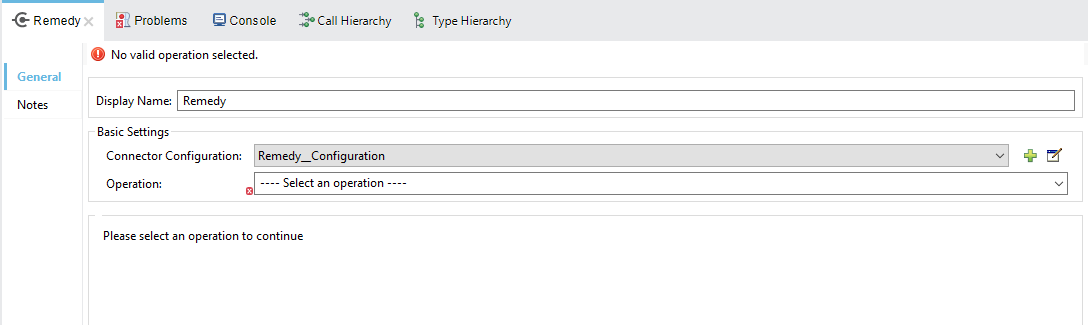 Remedy Problems Console Call Hierarchy Type Hierarchy
No valid operation selected.
General
Notes
Display Name: Remedy
Basic Settings
Connector Configuration: Remedy__Configuration
Operation: ---- Select an operation ----
Please select an operation to continue